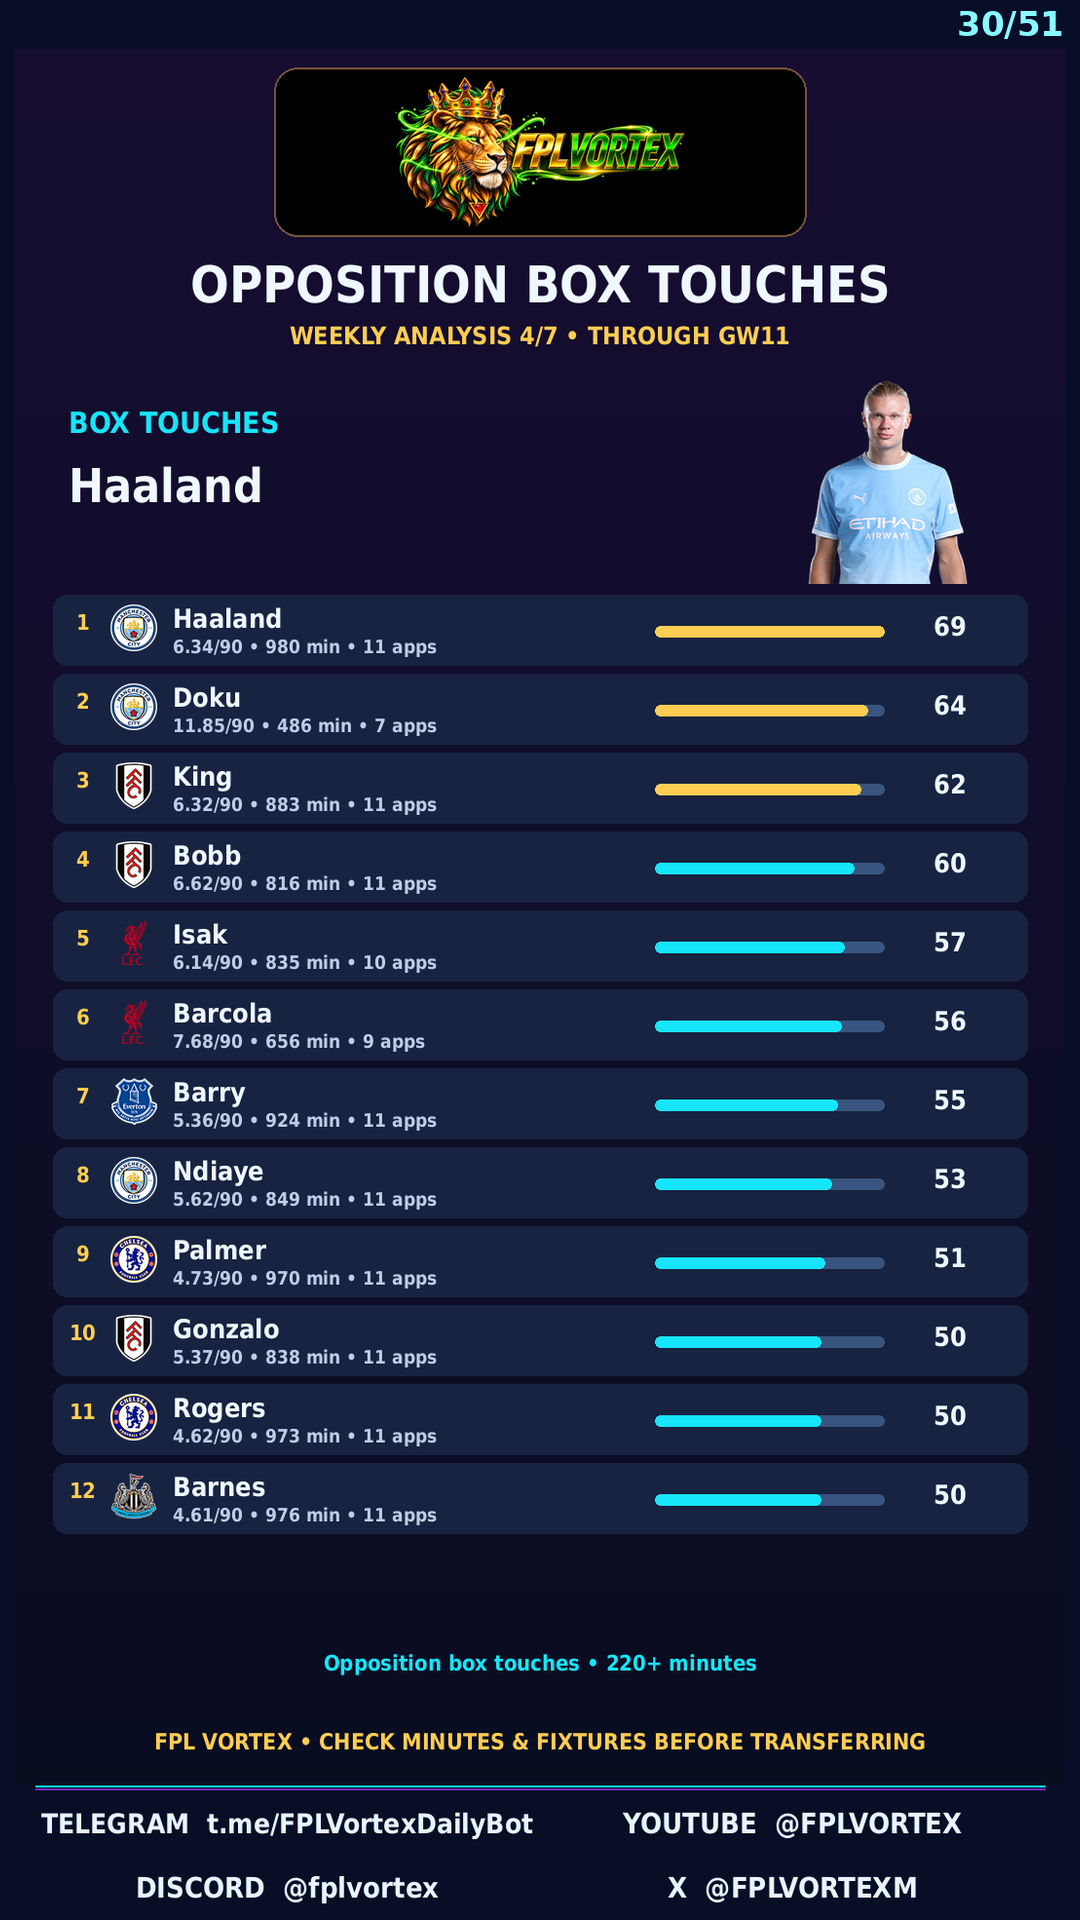 30/51
FPLVORTEX
OPPOSITION BOX TOUCHES
WEEKLY ANALYSIS 4/7 • THROUGH GW11
BOX TOUCHES
Haaland
ETIHAD
AIRWAYS
1 Haaland 69
6.34/90 • 980 min • 11 apps
2 Doku 64
11.85/90 • 486 min • 7 apps
3 King 62
6.32/90 • 883 min • 11 apps
4 Bobb 60
6.62/90 • 816 min • 11 apps
5 Isak 57
6.14/90 • 835 min • 10 apps
6 Barcola 56
7.68/90 • 656 min • 9 apps
7 Barry 55
5.36/90 • 924 min • 11 apps
8 Ndiaye 53
5.62/90 • 849 min • 11 apps
9 Palmer 51
4.73/90 • 970 min • 11 apps
10 Gonzalo 50
5.37/90 • 838 min • 11 apps
11 Rogers 50
4.62/90 • 973 min • 11 apps
12 Barnes 50
4.61/90 • 976 min • 11 apps
Opposition box touches • 220+ minutes
FPL VORTEX • CHECK MINUTES & FIXTURES BEFORE TRANSFERRING
TELEGRAM t.me/FPLVortexDailyBot YOUTUBE @FPLVORTEX
DISCORD @fplvortex X @FPLVORTEXM